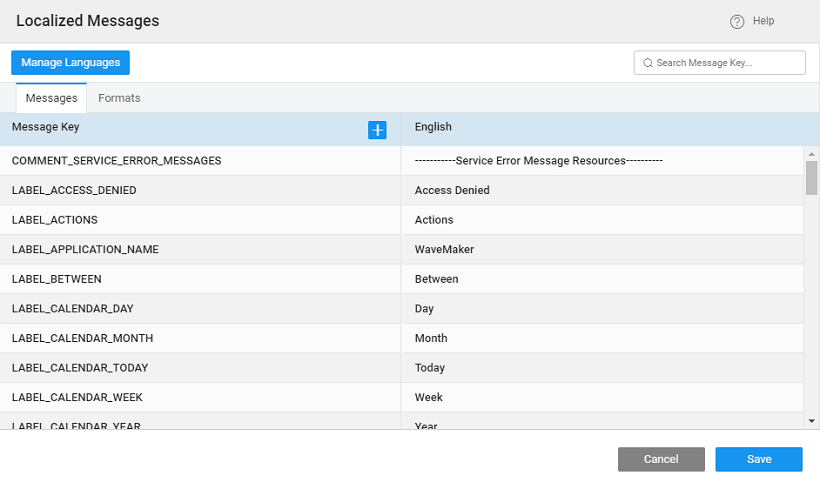 Localized Messages
Help
Manage Languages
Search Message Key...
Messages Formats
Message Key English
COMMENT_SERVICE_ERROR_MESSAGES -----------Service Error Message Resources----------
LABEL_ACCESS_DENIED Access Denied
LABEL_ACTIONS Actions
LABEL_APPLICATION_NAME WaveMaker
LABEL_BETWEEN Between
LABEL_CALENDAR_DAY Day
LABEL_CALENDAR_MONTH Month
LABEL_CALENDAR_TODAY Today
LABEL_CALENDAR_WEEK Week
LABEL_CALENDAR_YEAR Year
Cancel Save